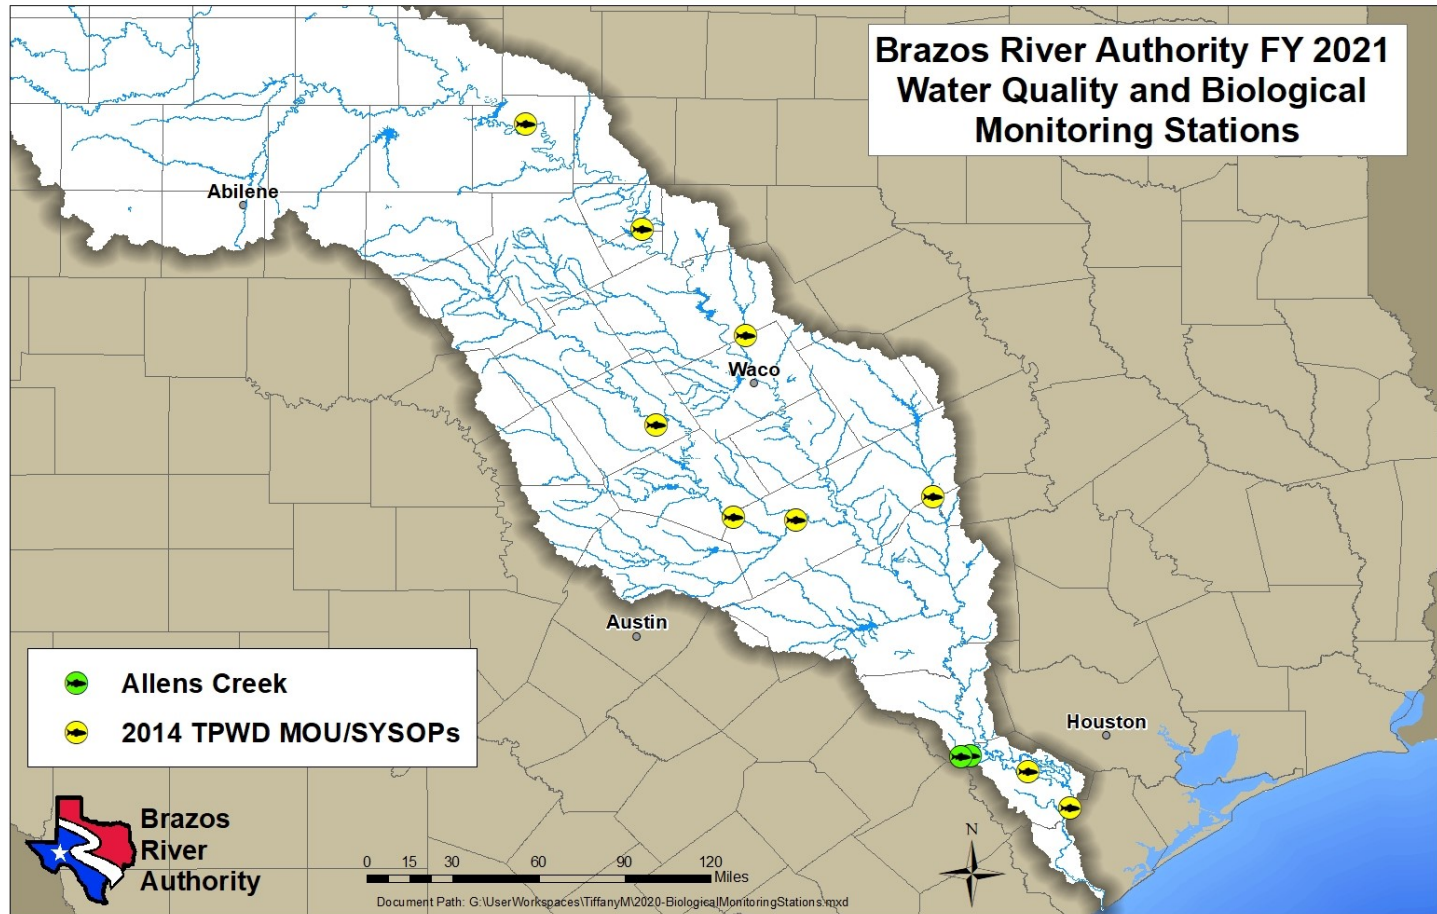 Brazos River Authority FY 2021
Water Quality and Biological
Monitoring Stations
Abilene
Waco
Austin
Houston
Allens Creek
2014 TPWD MOU/SYSOPs
Brazos
River
Authority
N
0 15 30 60 90 120
Miles
Document Path: G:\UserWorkspaces\TiffanyM\2020-BiologicalMonitoringStations.mxd